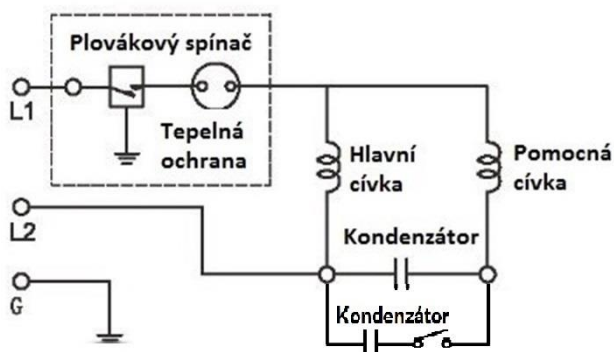 Plovákový spínač
L1
Tepelná
ochrana
Hlavní
cívka
Pomocná
cívka
L2
Kondenzátor
G
Kondenzátor